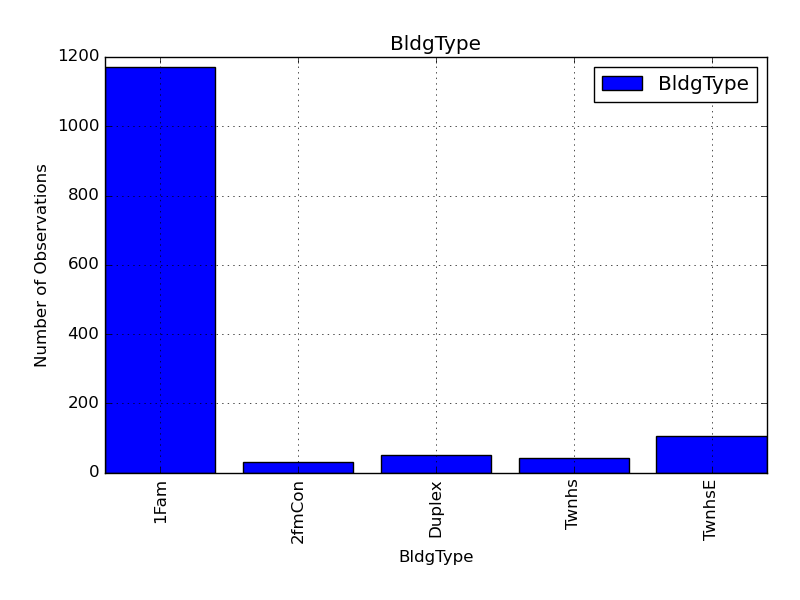 BldgType
BldgType
1200
1000
800
600
400
200
0
Number of Observations
1Fam
2fmCon
Duplex
Twnhs
TwnhsE
BldgType